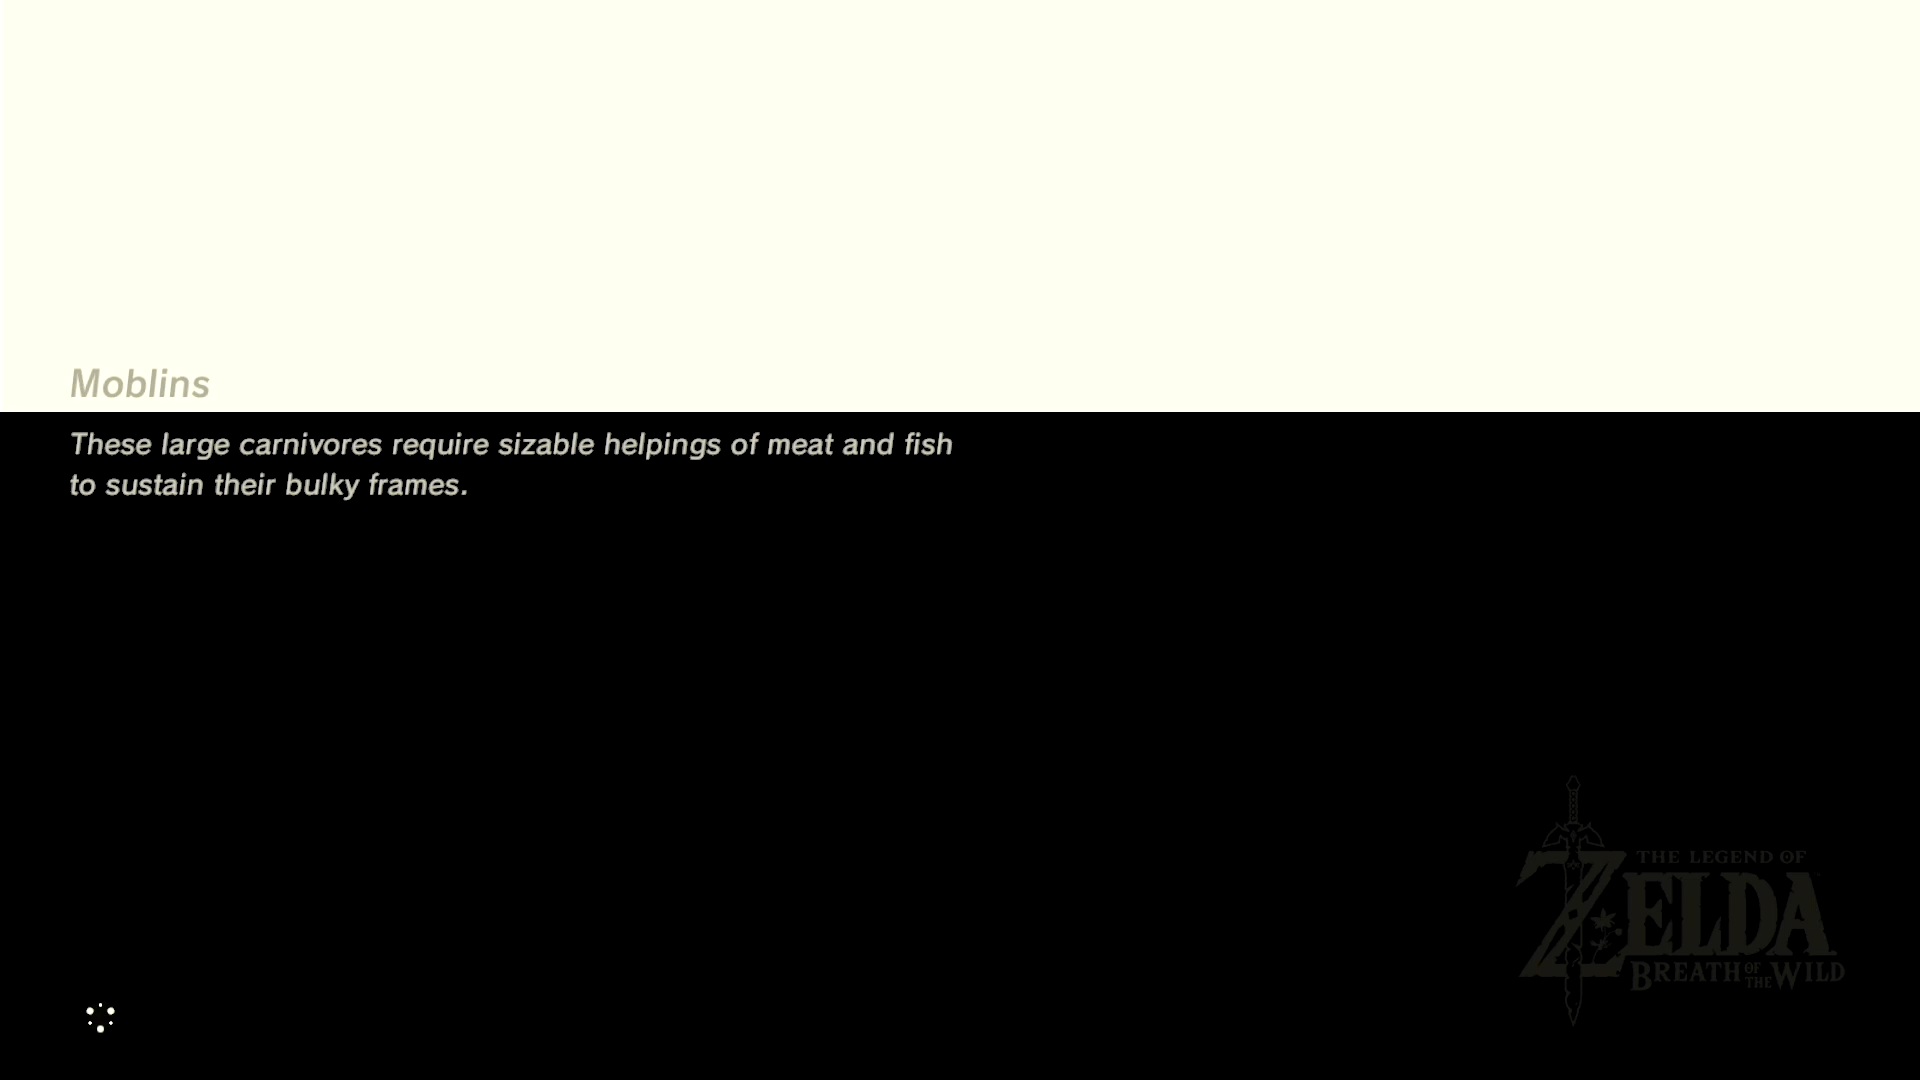 Moblins
These large carnivores require sizable helpings of meat and fish
to sustain their bulky frames.
THE LEGEND OF
ZELDA
BREATH OF THE WILD